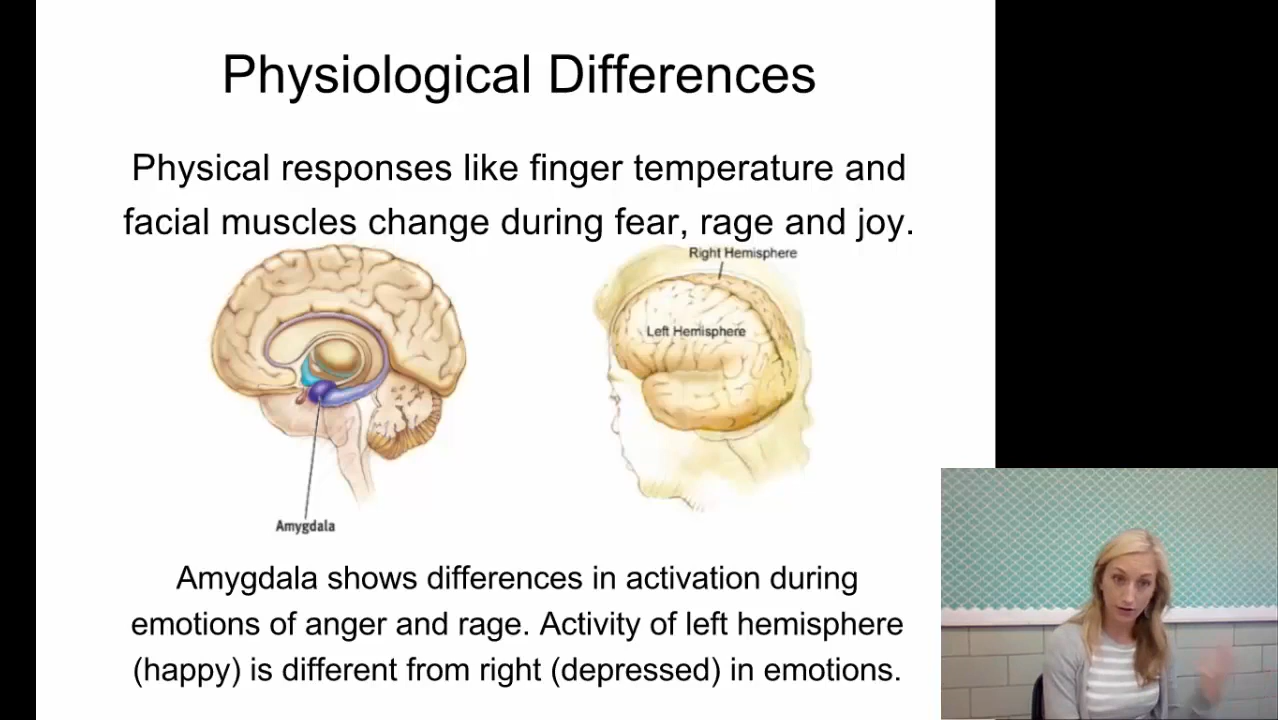 Physiological Differences
Physical responses like finger temperature and
facial muscles change during fear, rage and joy.
Right Hemisphere
Left Hemisphere
Amygdala
Amygdala shows differences in activation during
emotions of anger and rage. Activity of left hemisphere
(happy) is different from right (depressed) in emotions.